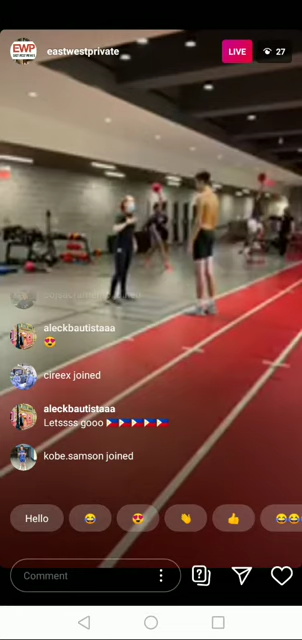 EWP
eastwestprivate
LIVE
27
aleckbautistaaa
😍
cireex joined
aleckbautistaaa
Letssss gooo 🇵🇭🇵🇭🇵🇭🇵🇭🇵🇭
kobe.samson joined
Hello 😂 😍 👏 👍 😂😂
Comment